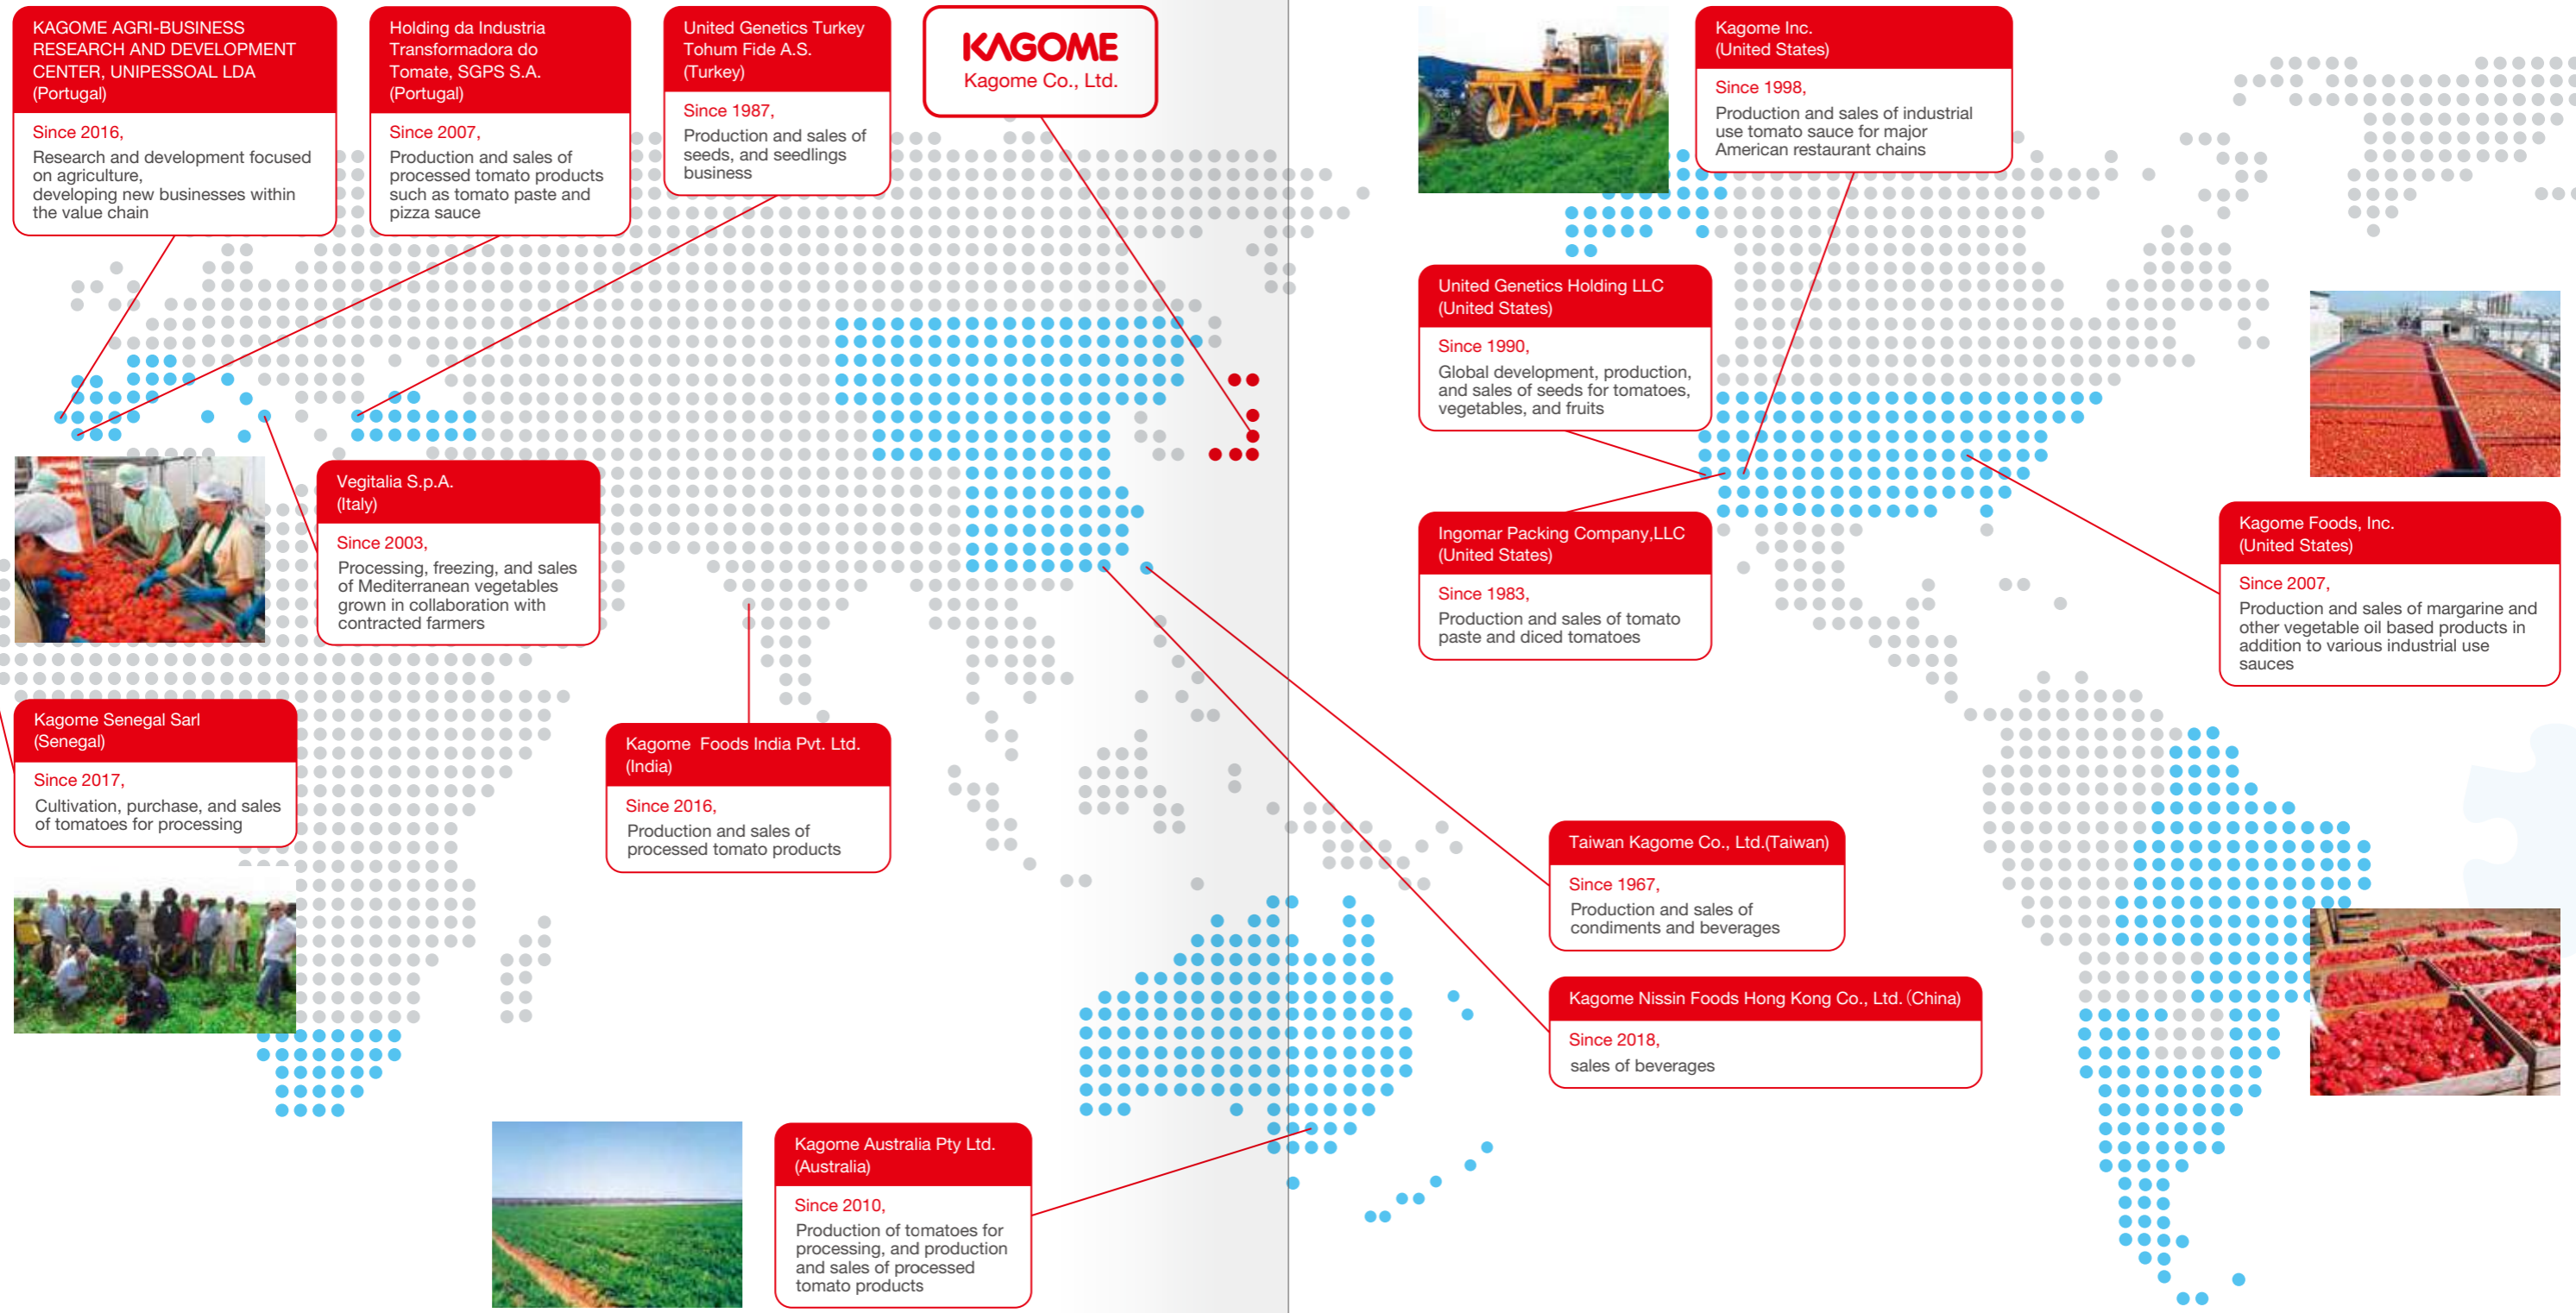 KAGOME AGRI-BUSINESS
RESEARCH AND DEVELOPMENT
CENTER, UNIPESSOAL LDA
(Portugal)
Since 2016,
Research and development focused
on agriculture,
developing new businesses within
the value chain
Holding da Industria
Transformadora do
Tomate, SGPS S.A.
(Portugal)
Since 2007,
Production and sales of
processed tomato products
such as tomato paste and
pizza sauce
United Genetics Turkey
Tohum Fide A.S.
(Turkey)
Since 1987,
Production and sales of
seeds, and seedlings
business
KAGOME
Kagome Co., Ltd.
Kagome Inc.
(United States)
Since 1998,
Production and sales of industrial
use tomato sauce for major
American restaurant chains
United Genetics Holding LLC
(United States)
Since 1990,
Global development, production,
and sales of seeds for tomatoes,
vegetables, and fruits
Vegitalia S.p.A.
(Italy)
Since 2003,
Processing, freezing, and sales
of Mediterranean vegetables
grown in collaboration with
contracted farmers
Ingomar Packing Company,LLC
(United States)
Since 1983,
Production and sales of tomato
paste and diced tomatoes
Kagome Foods, Inc.
(United States)
Since 2007,
Production and sales of margarine and
other vegetable oil based products in
addition to various industrial use
sauces
Kagome Senegal Sarl
(Senegal)
Since 2017,
Cultivation, purchase, and sales
of tomatoes for processing
Kagome Foods India Pvt. Ltd.
(India)
Since 2016,
Production and sales of
processed tomato products
Taiwan Kagome Co., Ltd.(Taiwan)
Since 1967,
Production and sales of
condiments and beverages
Kagome Nissin Foods Hong Kong Co., Ltd.(China)
Since 2018,
sales of beverages
Kagome Australia Pty Ltd.
(Australia)
Since 2010,
Production of tomatoes for
processing, and production
and sales of processed
tomato products